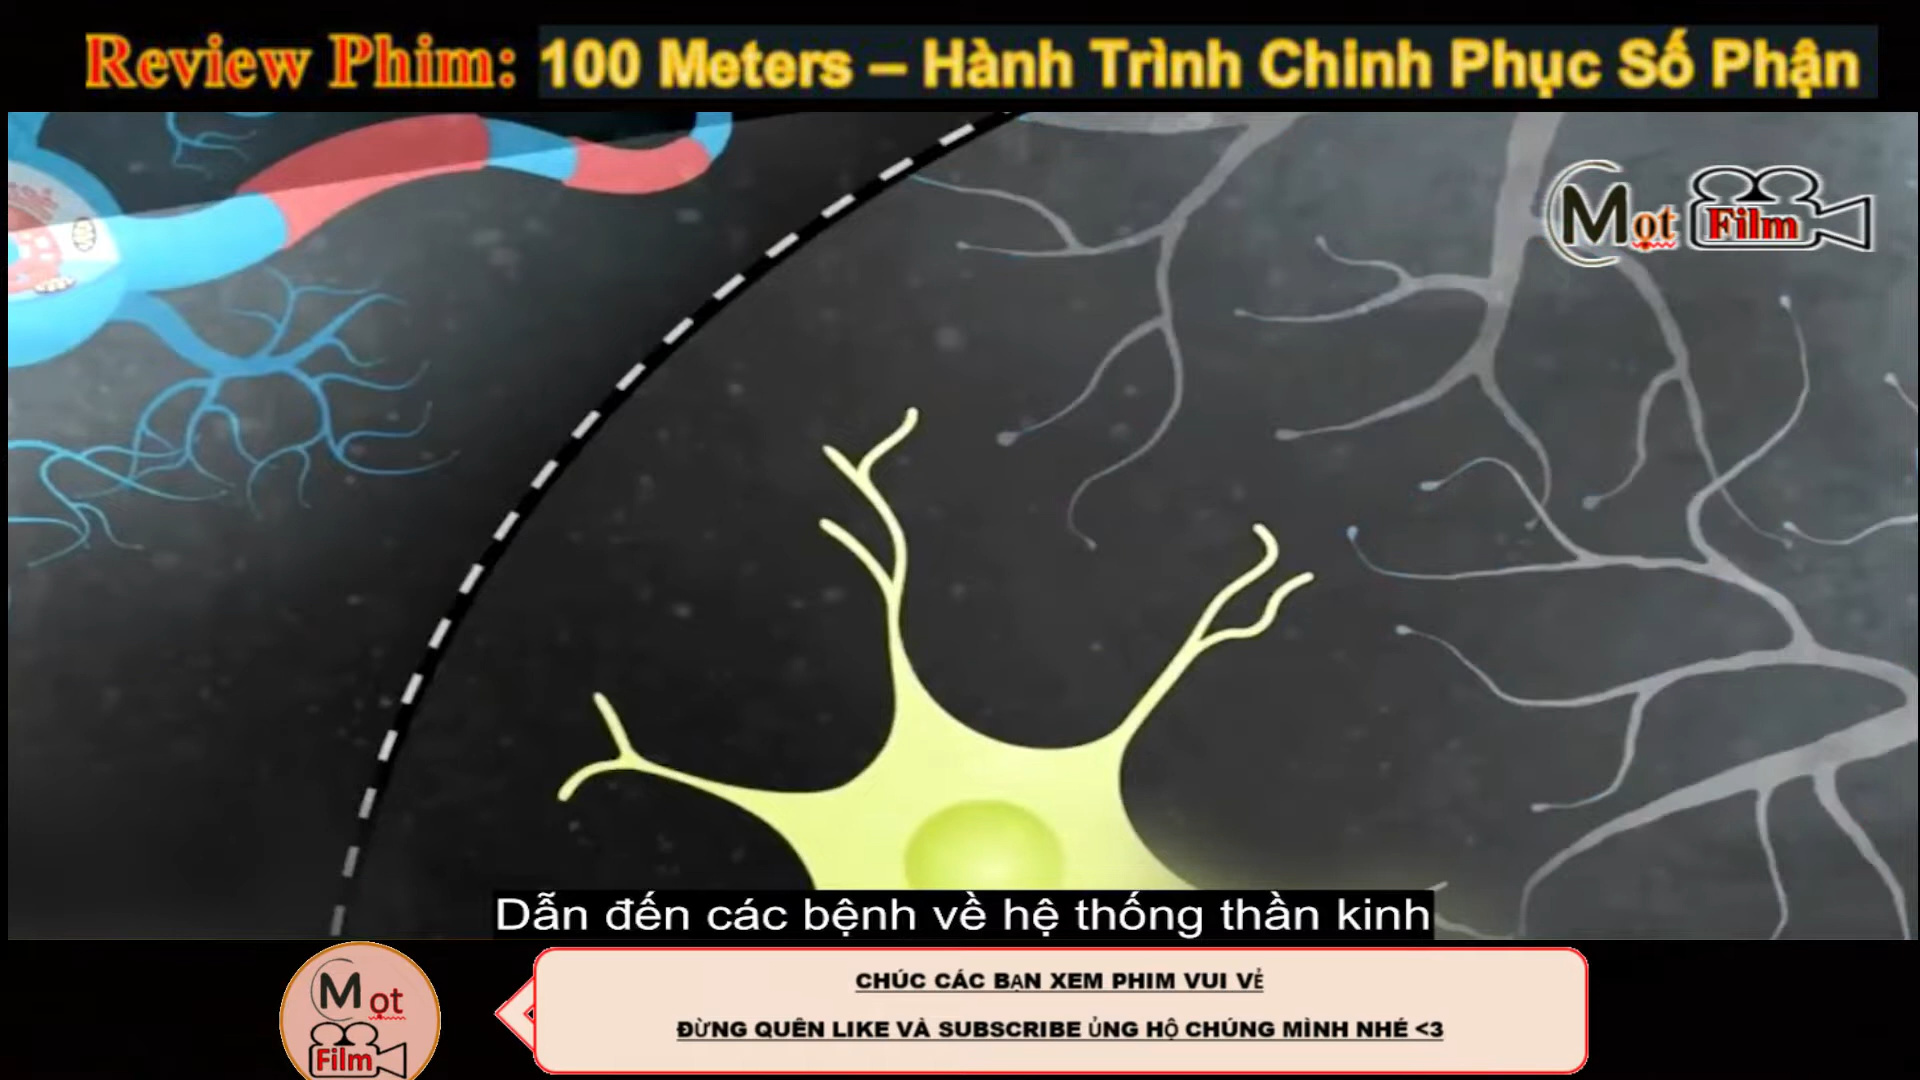 Review Phim: 100 Meters – Hành Trình Chinh Phục Số Phận
Mọt Film
Dẫn đến các bệnh về hệ thống thần kinh
Mọt
Film
CHÚC CÁC BẠN XEM PHIM VUI VẺ
ĐỪNG QUÊN LIKE VÀ SUBSCRIBE ỦNG HỘ CHÚNG MÌNH NHÉ <3